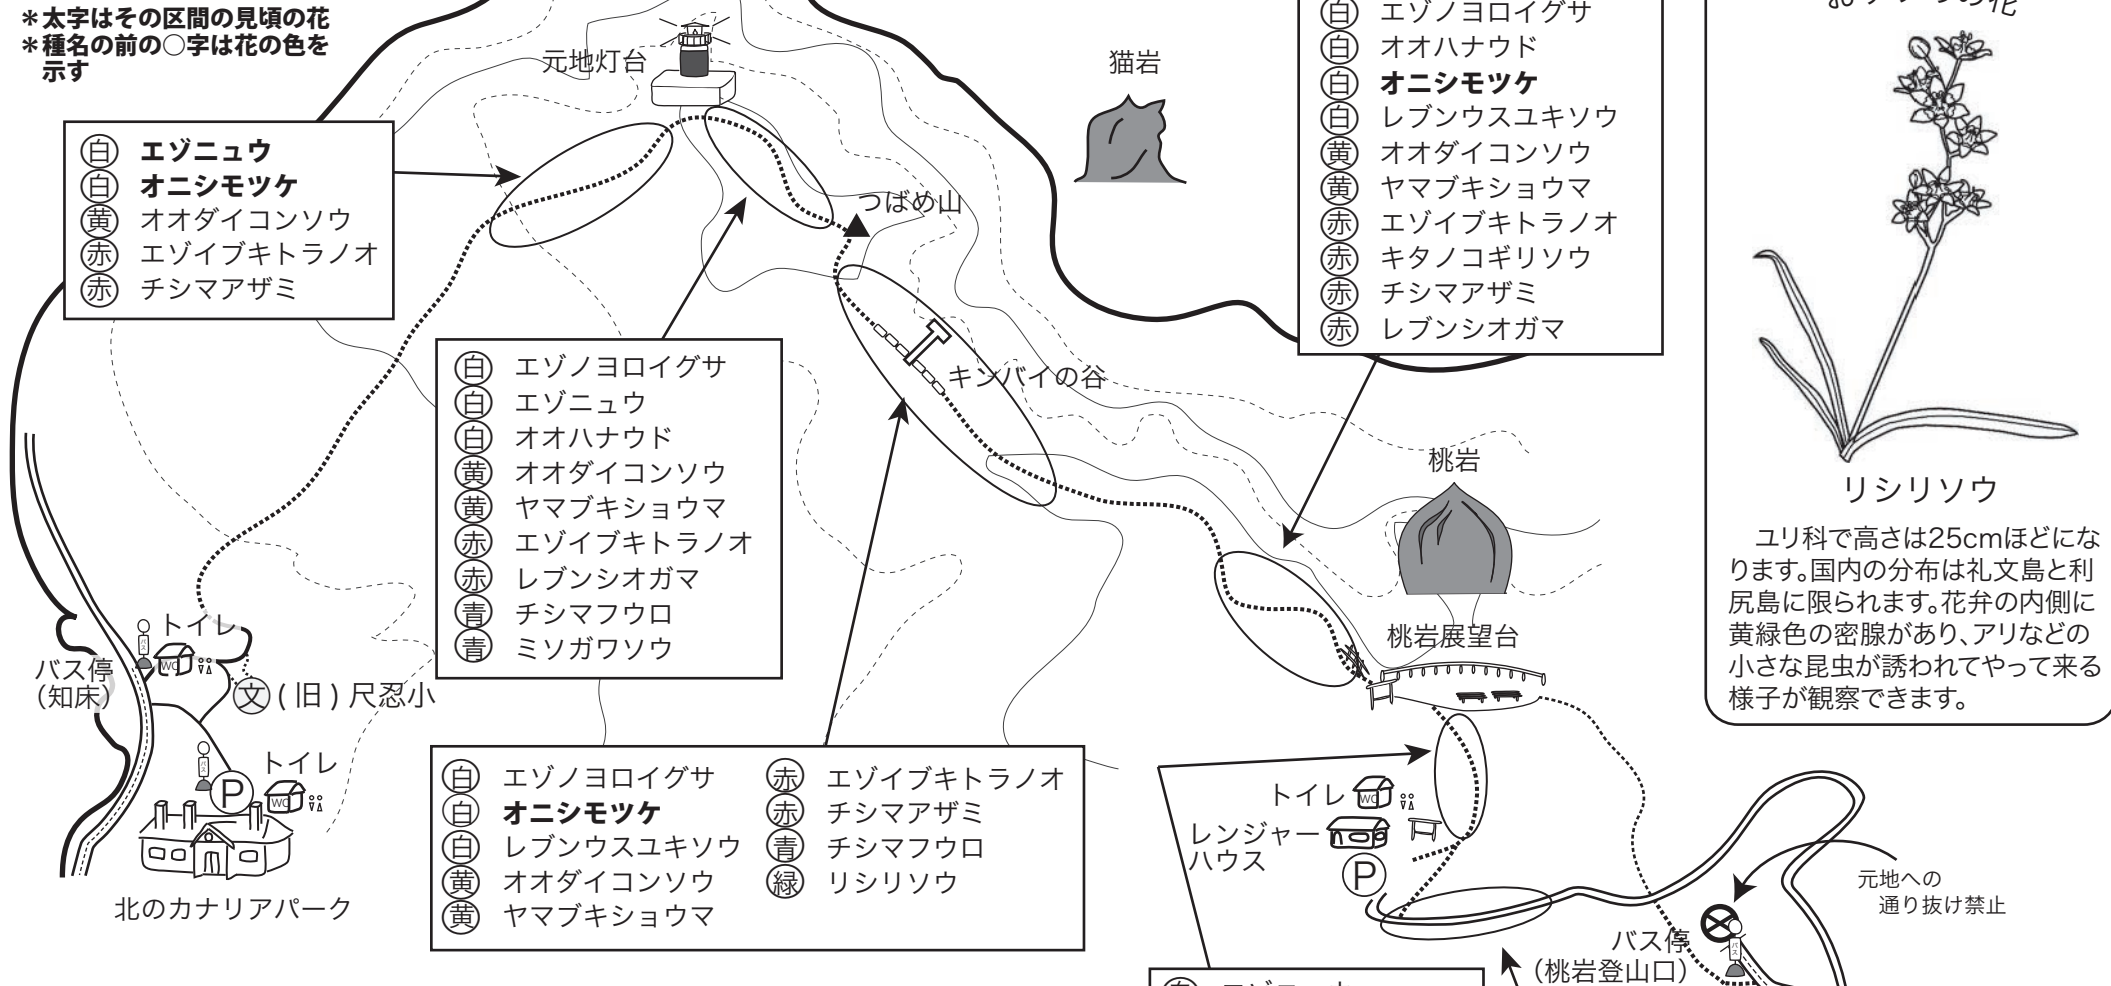 ＊太字はその区間の見頃の花
＊種名の前の○字は花の色を
示す
元地灯台
猫岩
つばめ山
キンバイの谷
桃岩
桃岩展望台
白 エゾニュウ
白 オニシモツケ
黄 オオダイコンソウ
赤 エゾイブキトラノオ
赤 チシマアザミ
白 エゾノヨロイグサ
白 エゾニュウ
白 オオハナウド
黄 オオダイコンソウ
黄 ヤマブキショウマ
赤 エゾイブキトラノオ
赤 レブンシオガマ
青 チシマフウロ
青 ミソガワソウ
白 エゾノヨロイグサ
白 オニシモツケ
白 レブンウスユキソウ
黄 オオダイコンソウ
黄 ヤマブキショウマ
赤 エゾイブキトラノオ
赤 チシマアザミ
青 チシマフウロ
緑 リシリソウ
白 エゾノヨロイグサ
白 オオハナウド
白 オニシモツケ
白 レブンウスユキソウ
黄 オオダイコンソウ
黄 ヤマブキショウマ
赤 エゾイブキトラノオ
赤 キタノコギリソウ
赤 チシマアザミ
赤 レブンシオガマ
リシリソウ
ユリ科で高さは25cmほどにな
ります。国内の分布は礼文島と利
尻島に限られます。花弁の内側に
黄緑色の密腺があり、アリなどの
小さな昆虫が誘われてやって来る
様子が観察できます。
トイレ
WC
バス
バス停
（知床）
文 ( 旧 ) 尺忍小
バス
P
トイレ
WC
北のカナリアパーク
トイレ
WC
レンジャー
ハウス
P
元地への
通り抜け禁止
バス停
（桃岩登山口）
バス